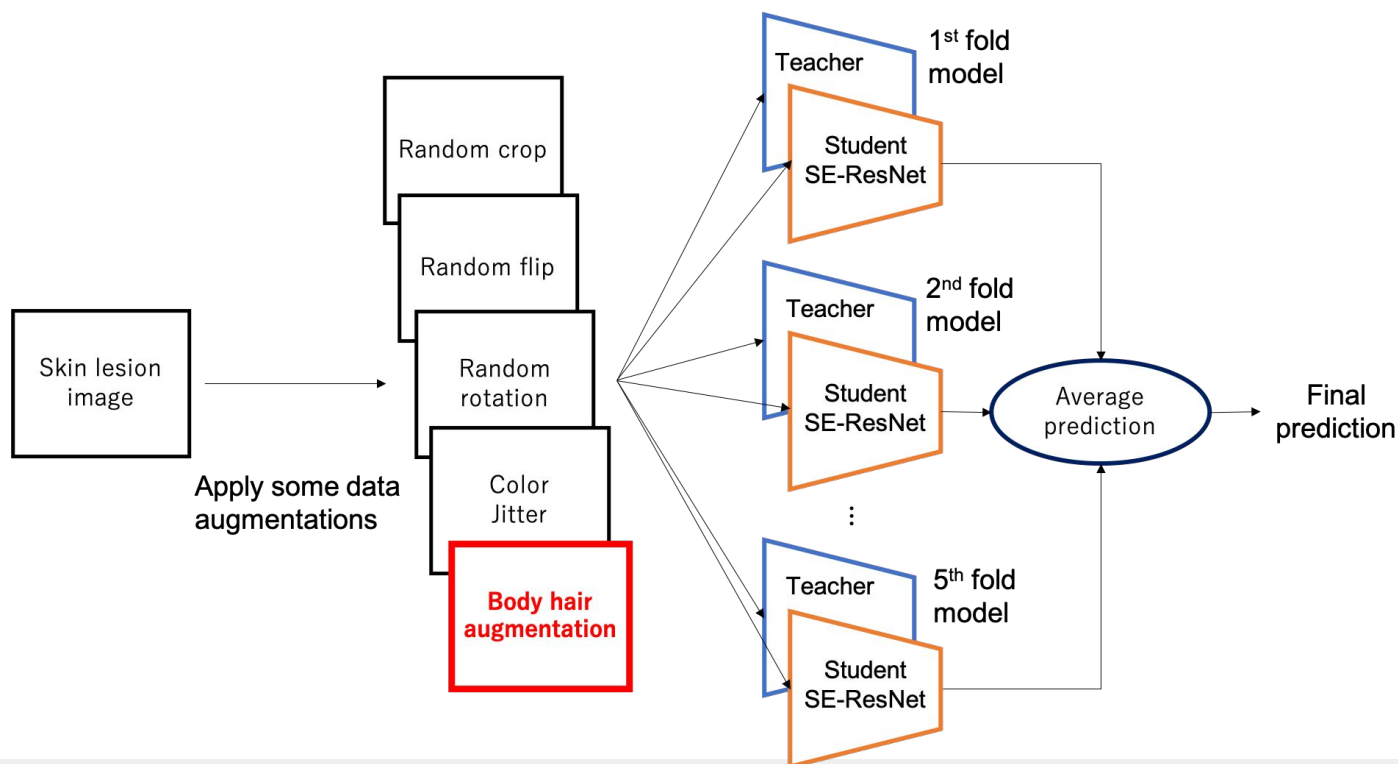 Skin lesion
image
Apply some data
augmentations
Random crop
Random flip
Random
rotation
Color
Jitter
Body hair
augmentation
Teacher
1st fold
model
Student
SE-ResNet
Teacher
2nd fold
model
Student
SE-ResNet
⋮
Teacher
5th fold
model
Student
SE-ResNet
Average
prediction
Final
prediction